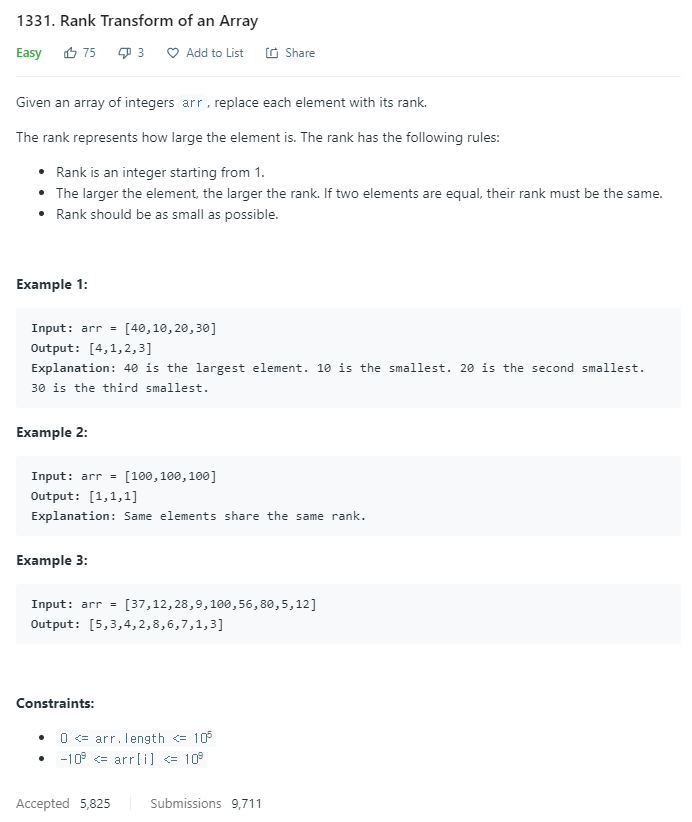 1331. Rank Transform of an Array
Easy 75 3 Add to List Share
Given an array of integers arr , replace each element with its rank.
The rank represents how large the element is. The rank has the following rules:
• Rank is an integer starting from 1.
• The larger the element, the larger the rank. If two elements are equal, their rank must be the same.
• Rank should be as small as possible.
Example 1:
Input: arr = [40,10,20,30]
Output: [4,1,2,3]
Explanation: 40 is the largest element. 10 is the smallest. 20 is the second smallest.
30 is the third smallest.
Example 2:
Input: arr = [100,100,100]
Output: [1,1,1]
Explanation: Same elements share the same rank.
Example 3:
Input: arr = [37,12,28,9,100,56,80,5,12]
Output: [5,3,4,2,8,6,7,1,3]
Constraints:
• 0 <= arr.length <= 10⁵
• -10⁹ <= arr[i] <= 10⁹
Accepted 5,825 Submissions 9,711